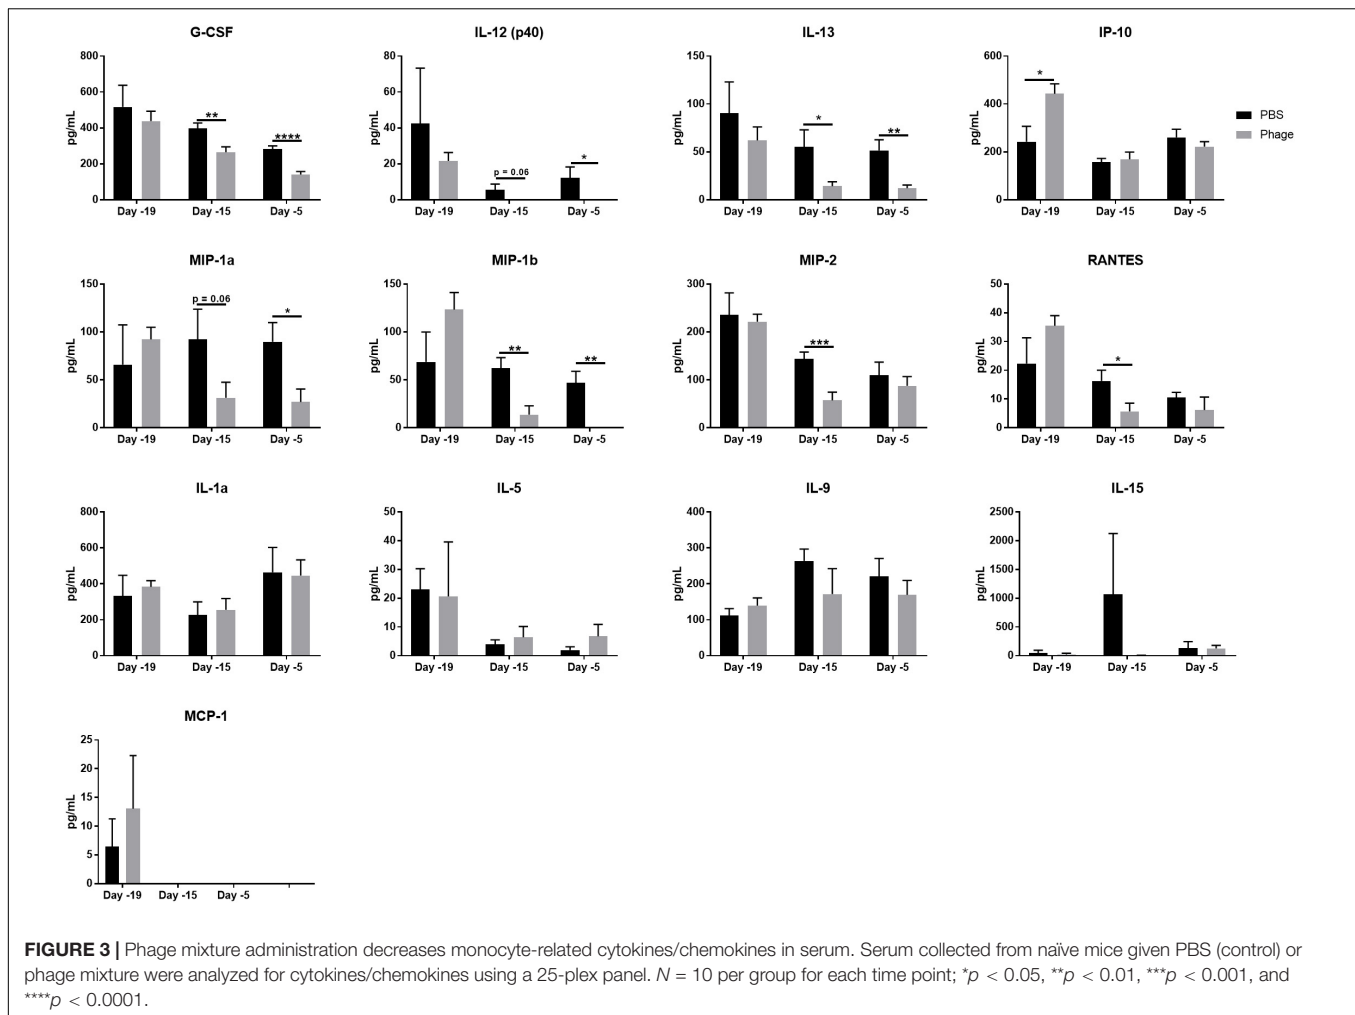 G-CSF
800
600
400
200
0
pg/mL
**
****
Day -19 Day -15 Day -5
IL-12 (p40)
80
60
40
20
0
pg/mL
p = 0.06
*
Day -19 Day -15 Day -5
IL-13
150
100
50
0
pg/mL
*
**
Day -19 Day -15 Day -5
IP-10
600
400
200
0
pg/mL
*
Day -19 Day -15 Day -5
PBS
Phage
MIP-1a
150
100
50
0
pg/mL
p = 0.06
*
Day -19 Day -15 Day -5
MIP-1b
150
100
50
0
pg/mL
**
**
Day -19 Day -15 Day -5
MIP-2
300
200
100
0
pg/mL
***
Day -19 Day -15 Day -5
RANTES
50
40
30
20
10
0
pg/mL
*
Day -19 Day -15 Day -5
IL-1a
800
600
400
200
0
pg/mL
Day -19 Day -15 Day -5
IL-5
50
40
30
20
10
0
pg/mL
Day -19 Day -15 Day -5
IL-9
400
300
200
100
0
pg/mL
Day -19 Day -15 Day -5
IL-15
2500
2000
1500
1000
500
0
pg/mL
Day -19 Day -15 Day -5
MCP-1
25
20
15
10
5
0
pg/mL
Day -19 Day -15 Day -5
FIGURE 3 | Phage mixture administration decreases monocyte-related cytokines/chemokines in serum. Serum collected from naïve mice given PBS (control) or
phage mixture were analyzed for cytokines/chemokines using a 25-plex panel. N = 10 per group for each time point; *p < 0.05, **p < 0.01, ***p < 0.001, and
****p < 0.0001.